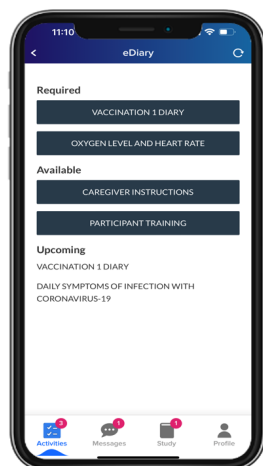 11:10
eDiary
Required
VACCINATION 1 DIARY
OXYGEN LEVEL AND HEART RATE
Available
CAREGIVER INSTRUCTIONS
PARTICIPANT TRAINING
Upcoming
VACCINATION 1 DIARY
DAILY SYMPTOMS OF INFECTION WITH
CORONAVIRUS-19
3 1 1
Activities Messages Study Profile